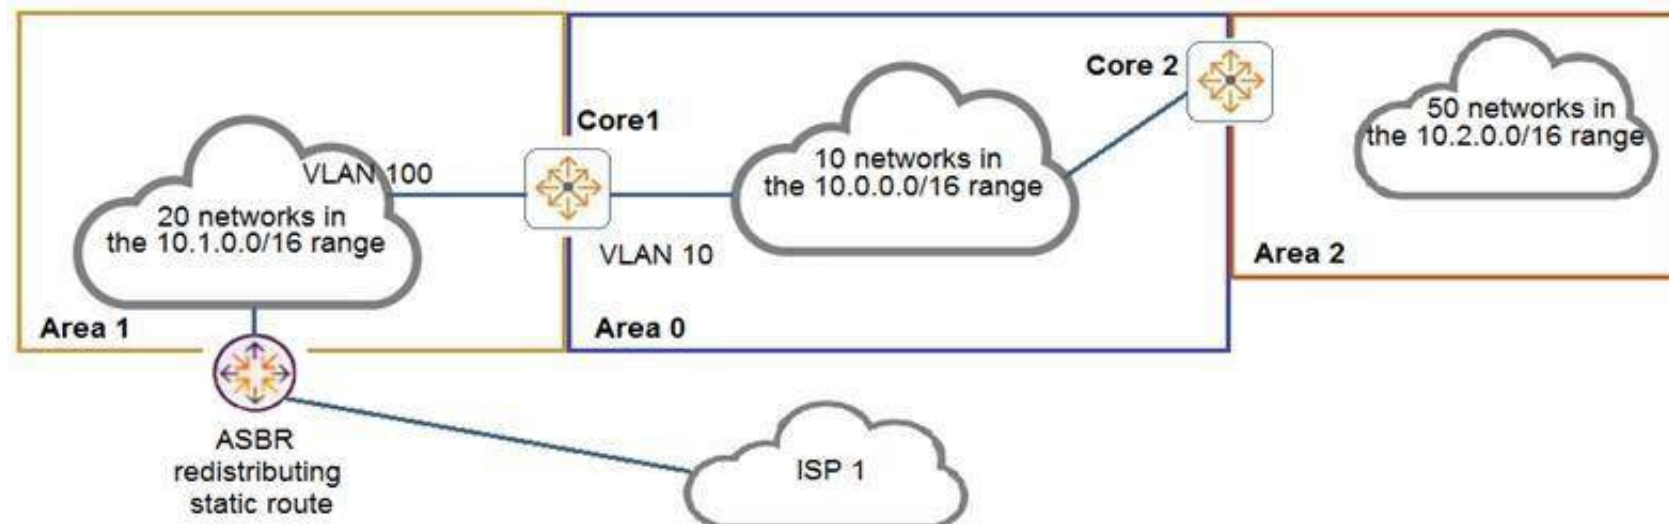 Core 2
50 networks in
the 10.2.0.0/16 range
Core1
VLAN 100
10 networks in
the 10.0.0.0/16 range
20 networks in
the 10.1.0.0/16 range
VLAN 10
Area 2
Area 1
Area 0
ASBR
redistributing
static route
ISP 1